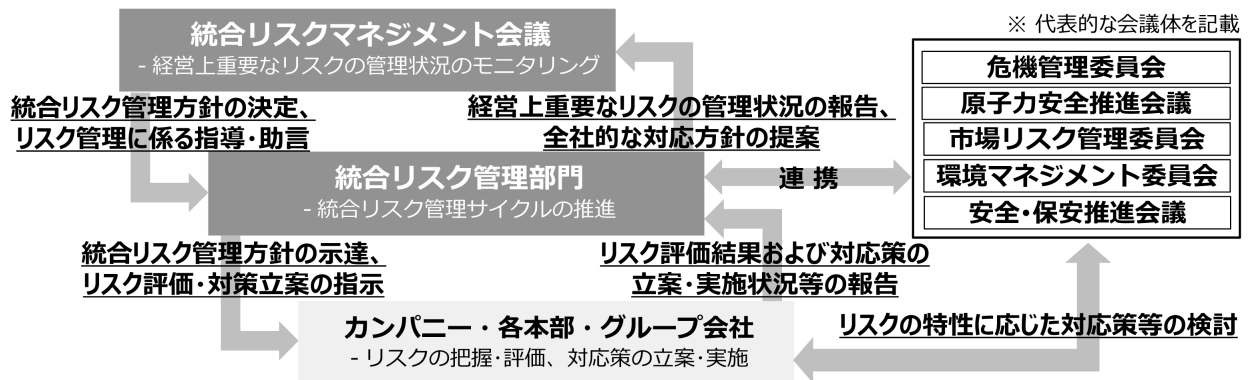 統合リスクマネジメント会議
- 経営上重要なリスクの管理状況のモニタリング
※ 代表的な会議体を記載
危機管理委員会
原子力安全推進会議
市場リスク管理委員会
環境マネジメント委員会
安全・保安推進会議
統合リスク管理方針の決定、
リスク管理に係る指導・助言
経営上重要なリスクの管理状況の報告、
全社的な対応方針の提案
統合リスク管理部門
- 統合リスク管理サイクルの推進
連 携
統合リスク管理方針の示達、
リスク評価・対策立案の指示
リスク評価結果および対応策の
立案・実施状況等の報告
カンパニー・各本部・グループ会社
- リスクの把握・評価、対応策の立案・実施
リスクの特性に応じた対応策等の検討